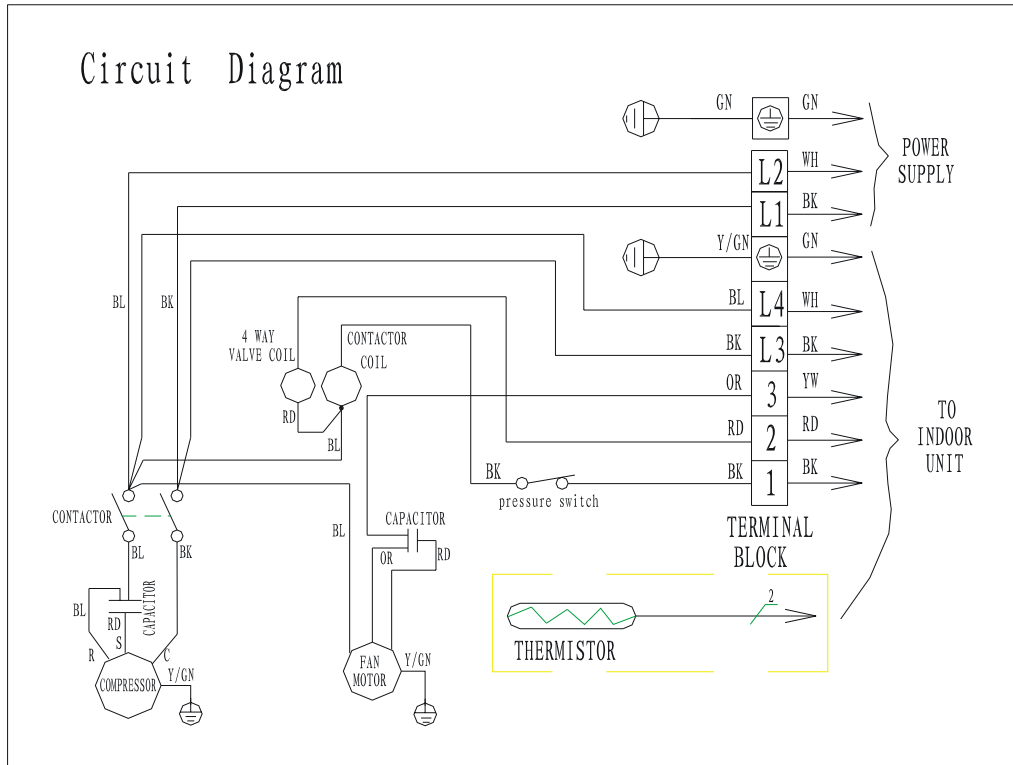 Circuit Diagram
GN
GN
L2
WH
POWER
SUPPLY
L1
BK
Y/GN
GN
BL
BK
BL
L4
WH
4 WAY
VALVE COIL
CONTACTOR
COIL
BK
L3
BK
OR
3
YW
RD
BL
RD
2
RD
TO
INDOOR
UNIT
BK
BK
1
BK
pressure switch
CONTACTOR
BL
BK
BL
CAPACITOR
OR
RD
TERMINAL
BLOCK
BL
RD
CAPACITOR
S
R
C
COMPRESSOR
Y/GN
FAN
MOTOR
Y/GN
2
THERMISTOR